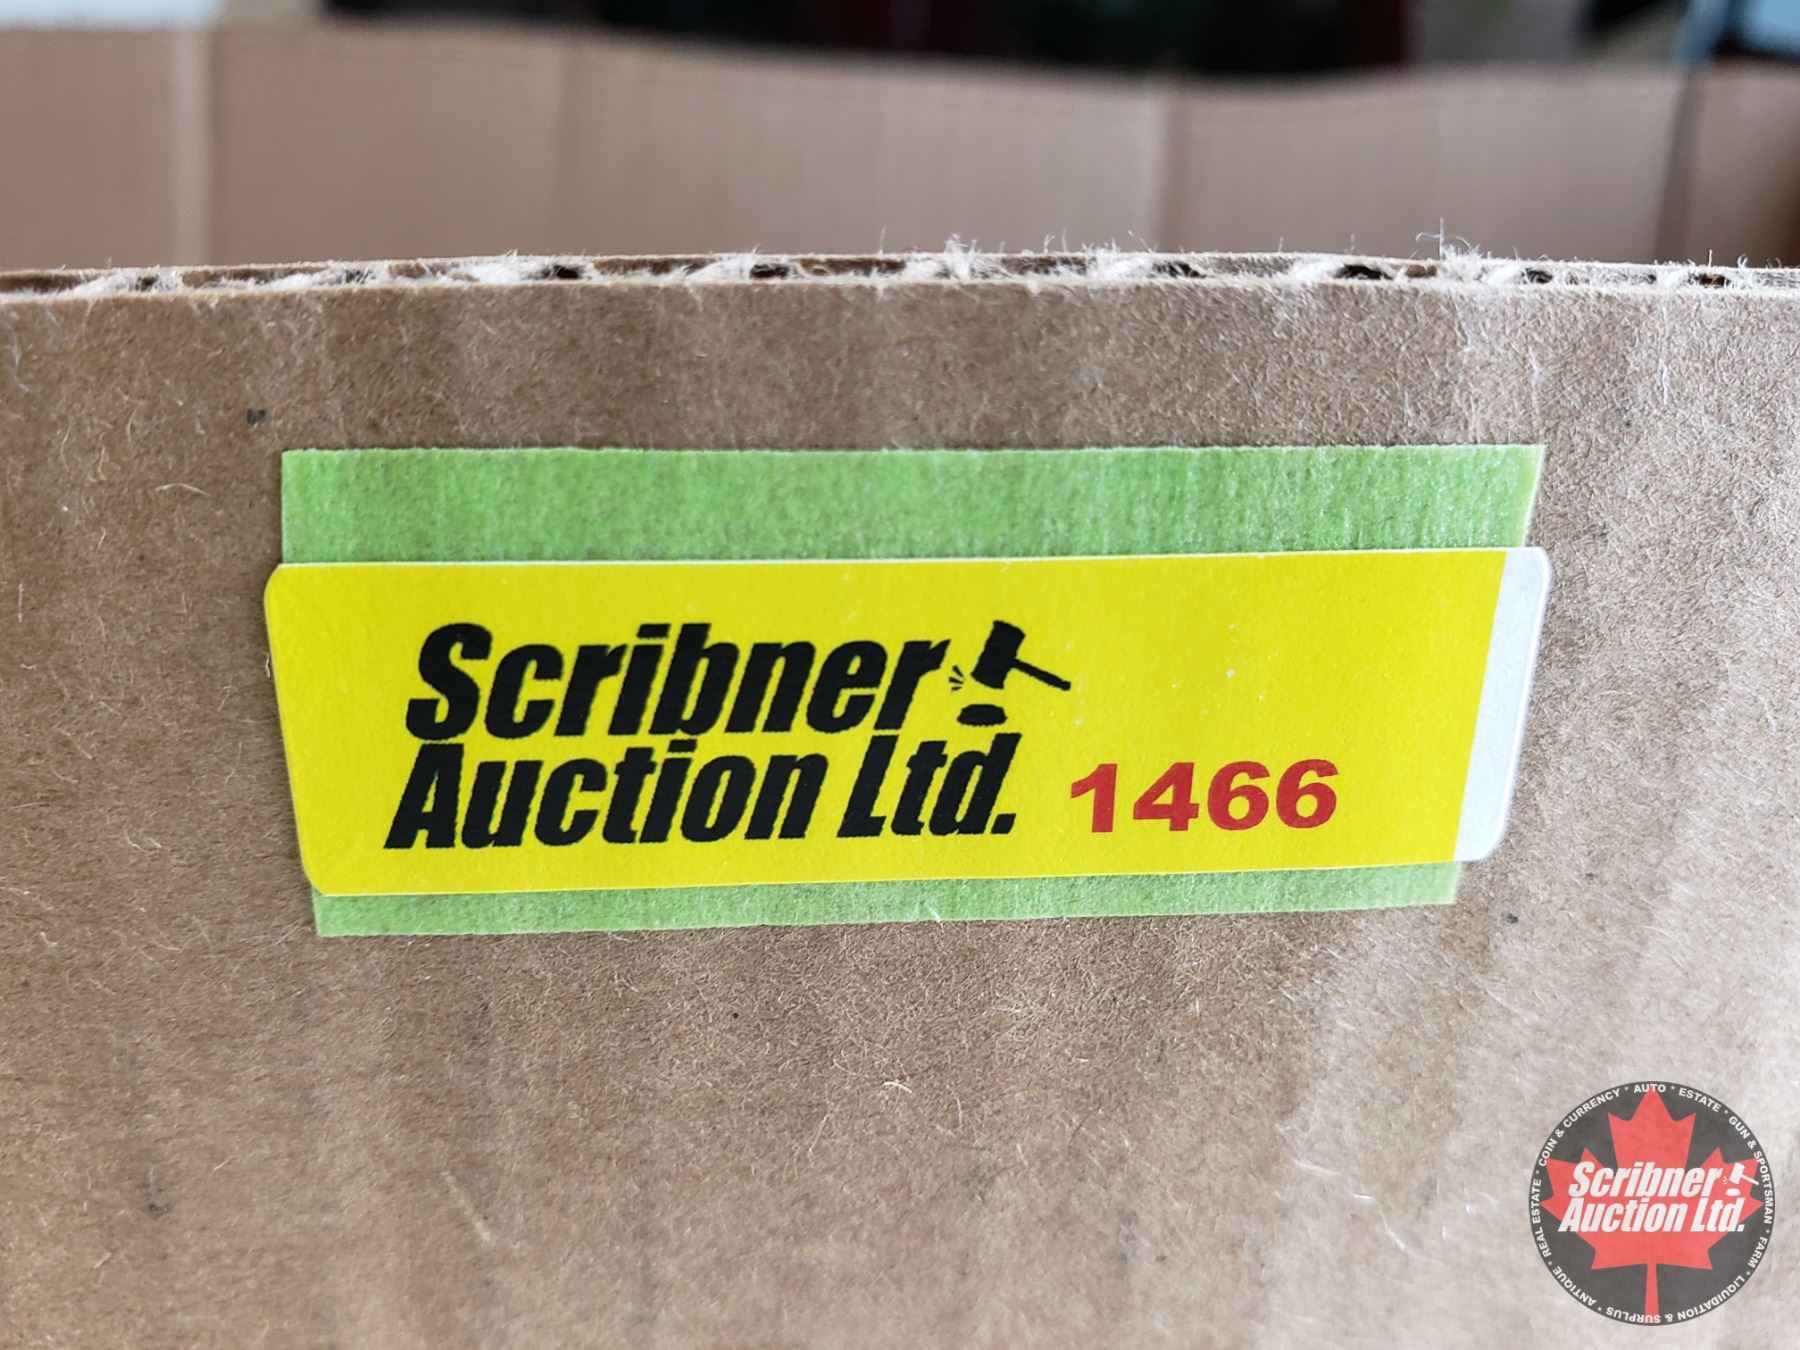 Scribner
Auction Ltd. 1466
COIN & CURRENCY * AUTO * ESTATE * GUN & SPORTSMAN * FARM * LIQUIDATION & SURPLUS * ANTIQUE * REAL ESTATE *
Scribner
Auction Ltd.